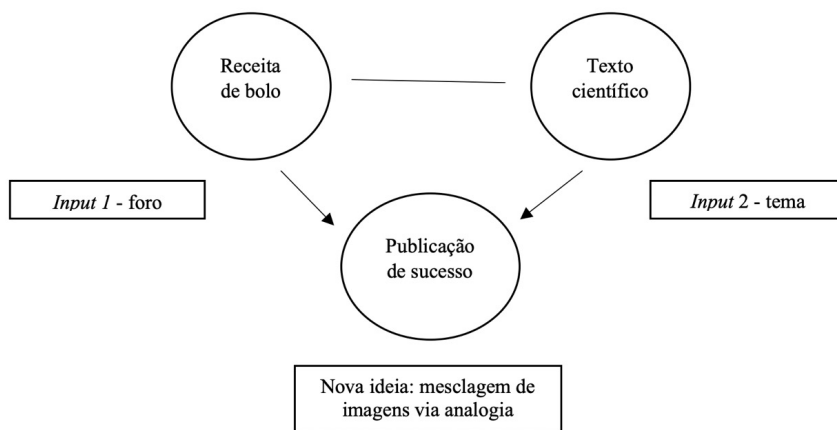 Receita
de bolo
Texto
científico
Input 1 - foro
Input 2 - tema
Publicação
de sucesso
Nova ideia: mesclagem de
imagens via analogia